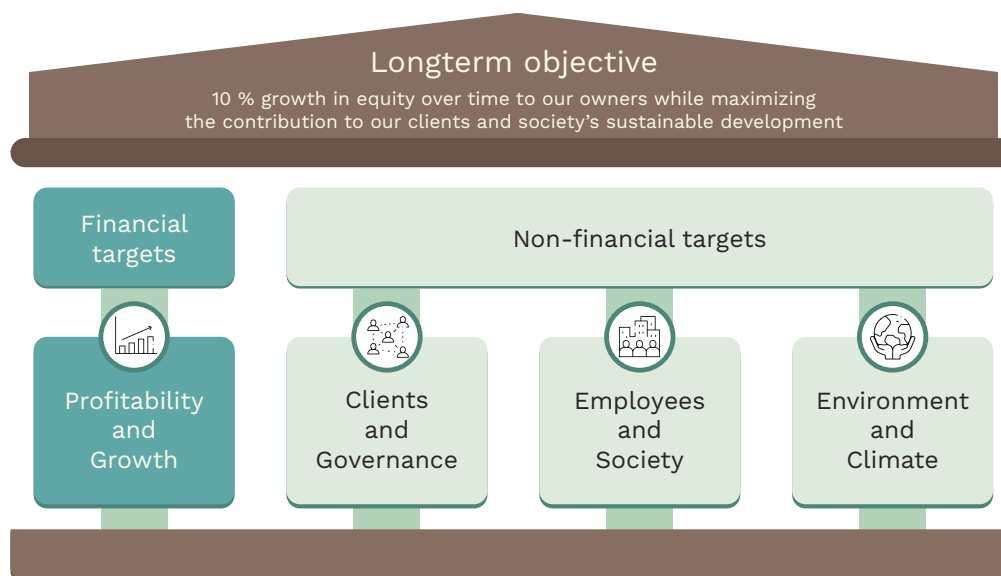 Longterm objective
10 % growth in equity over time to our owners while maximizing
the contribution to our clients and society’s sustainable development
Financial
targets
Non-financial targets
Profitability
and
Growth
Clients
and
Governance
Employees
and
Society
Environment
and
Climate